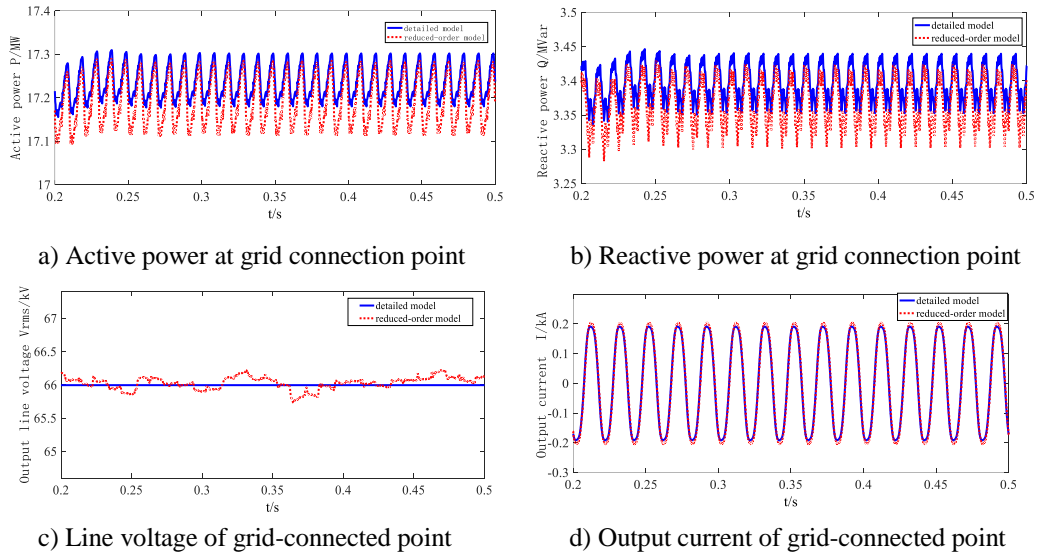 17.4
17.3
17.2
17.1
17
Active power P/MW
detailed model
reduced-order model
0.2
0.25
0.3
0.35
0.4
0.45
0.5
t/s
a) Active power at grid connection point
3.5
3.45
3.4
3.35
3.3
3.25
Reactive power Q/MVar
detailed model
reduced-order model
0.2
0.25
0.3
0.35
0.4
0.45
0.5
t/s
b) Reactive power at grid connection point
67
66.5
66
65.5
65
Output line voltage Vrms/kV
detailed model
reduced-order model
0.2
0.25
0.3
0.35
0.4
0.45
0.5
t/s
c) Line voltage of grid-connected point
0.2
0.1
0
-0.1
-0.2
-0.3
Output current I/kA
detailed model
reduced-order model
0.2
0.25
0.3
0.35
0.4
0.45
0.5
t/s
d) Output current of grid-connected point